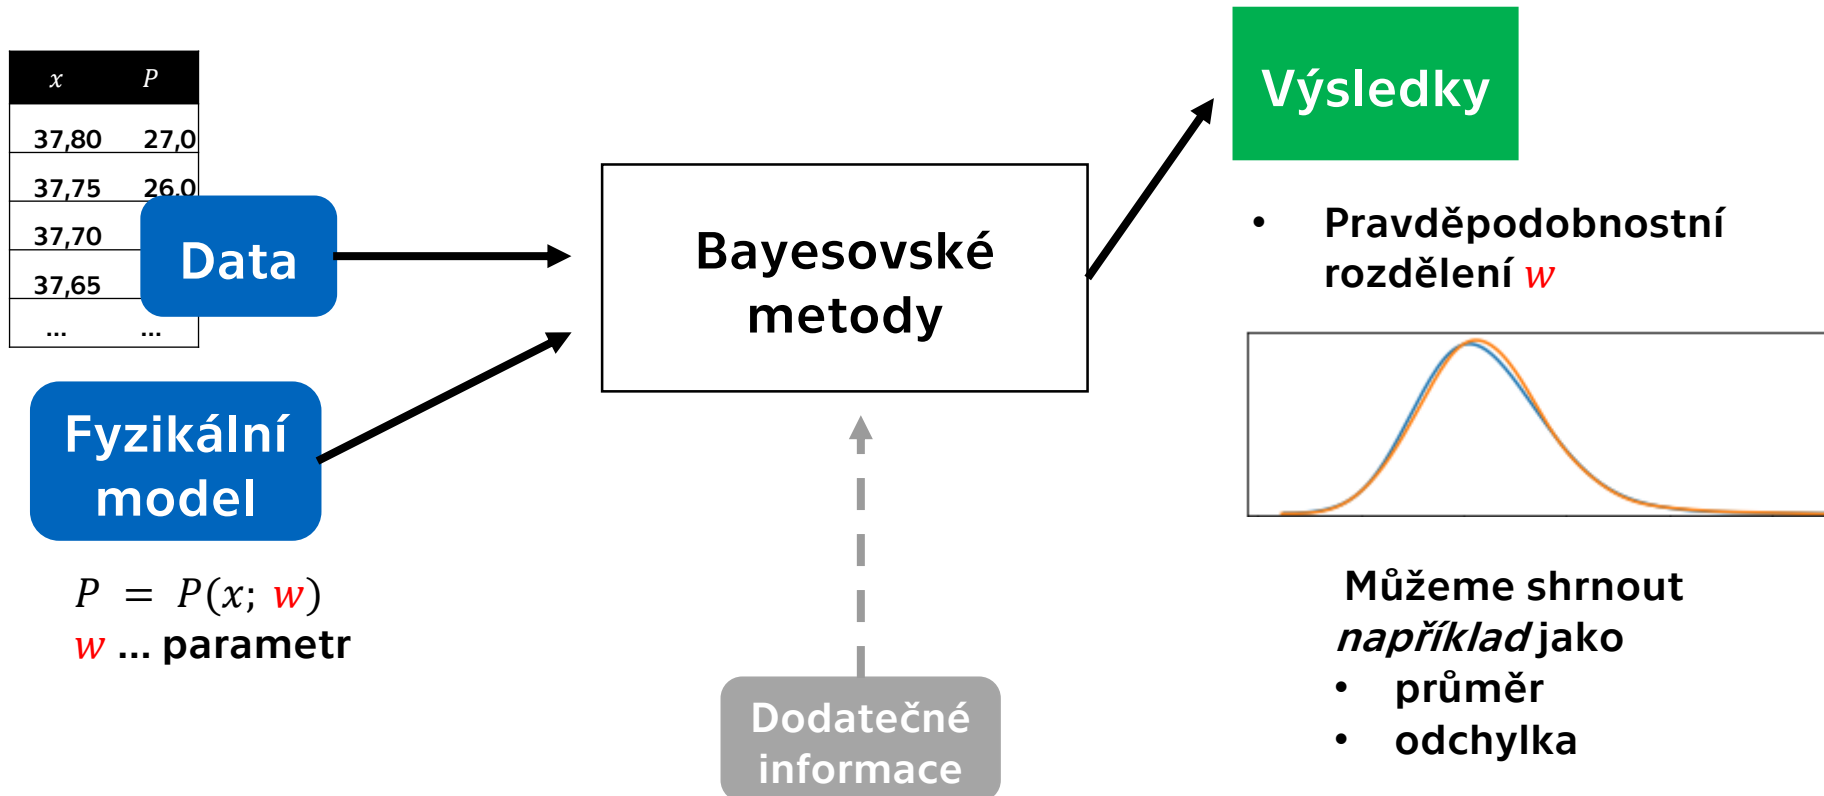 x P
37,80 27,0
37,75 26,0
37,70
37,65
... ...
Data
Fyzikální
model
P = P(x; w)
w ... parametr
Bayesovské
metody
Dodatečné
informace
Výsledky
• Pravděpodobnostní
rozdělení w
Můžeme shrnout
například jako
• průměr
• odchylka